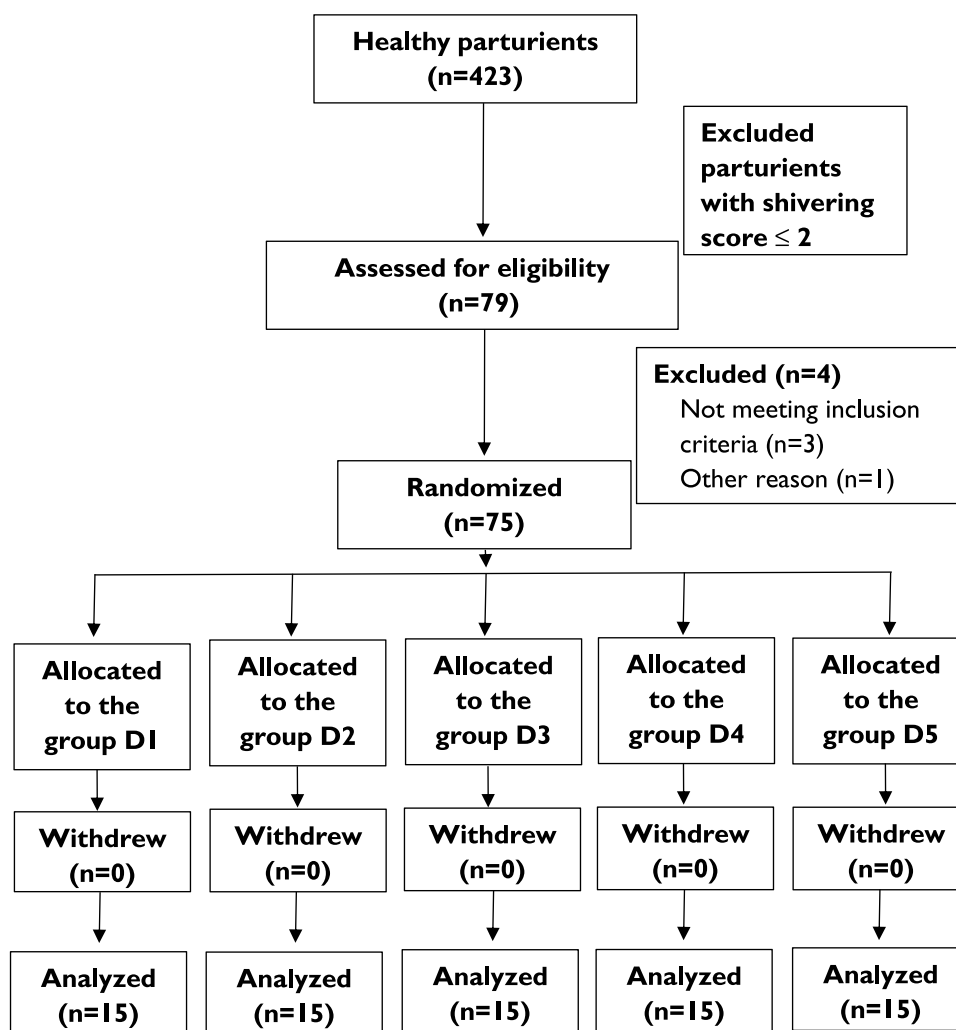 Healthy parturients
(n=423)
Excluded
parturients
with shivering
score ≤ 2
Assessed for eligibility
(n=79)
Excluded (n=4)
Not meeting inclusion
criteria (n=3)
Other reason (n=1)
Randomized
(n=75)
Allocated
to the
group D1
Allocated
to the
group D2
Allocated
to the
group D3
Allocated
to the
group D4
Allocated
to the
group D5
Withdrew
(n=0)
Withdrew
(n=0)
Withdrew
(n=0)
Withdrew
(n=0)
Withdrew
(n=0)
Analyzed
(n=15)
Analyzed
(n=15)
Analyzed
(n=15)
Analyzed
(n=15)
Analyzed
(n=15)